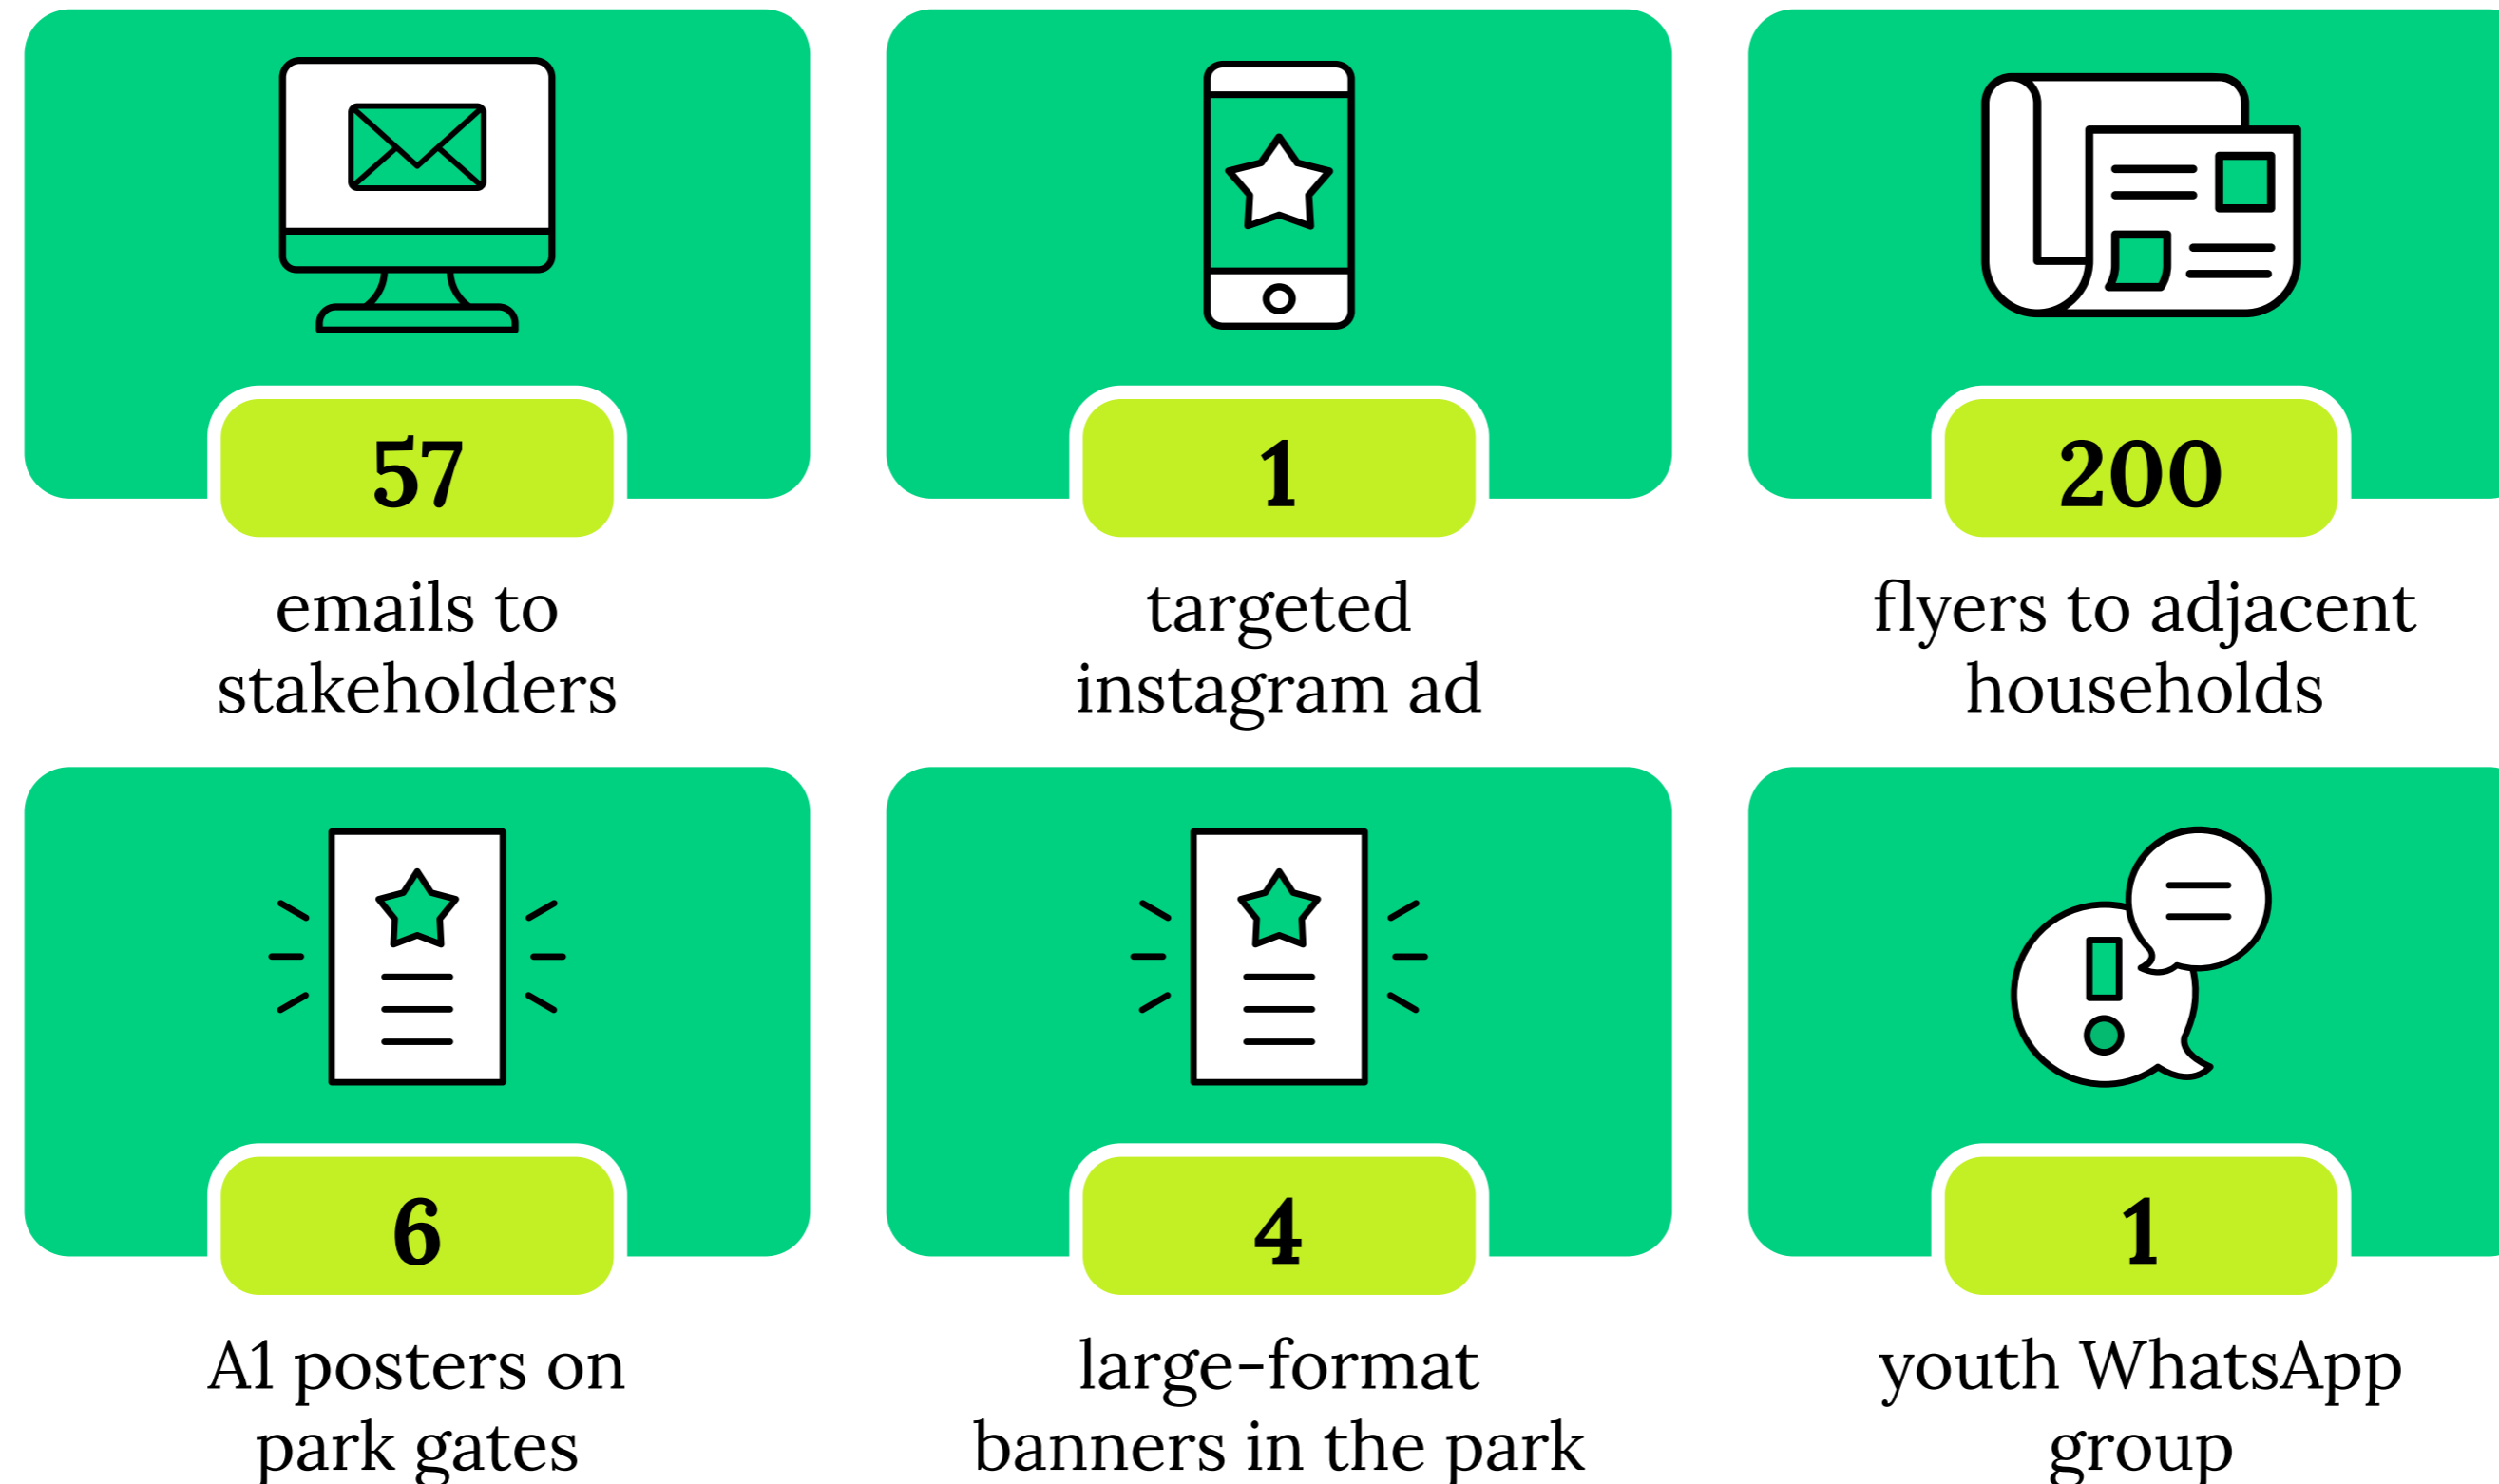 57
emails to
stakeholders
1
targeted
instagram ad
200
flyers to adjacent
households
6
A1 posters on
park gates
4
large-format
banners in the park
1
youth WhatsApp
group